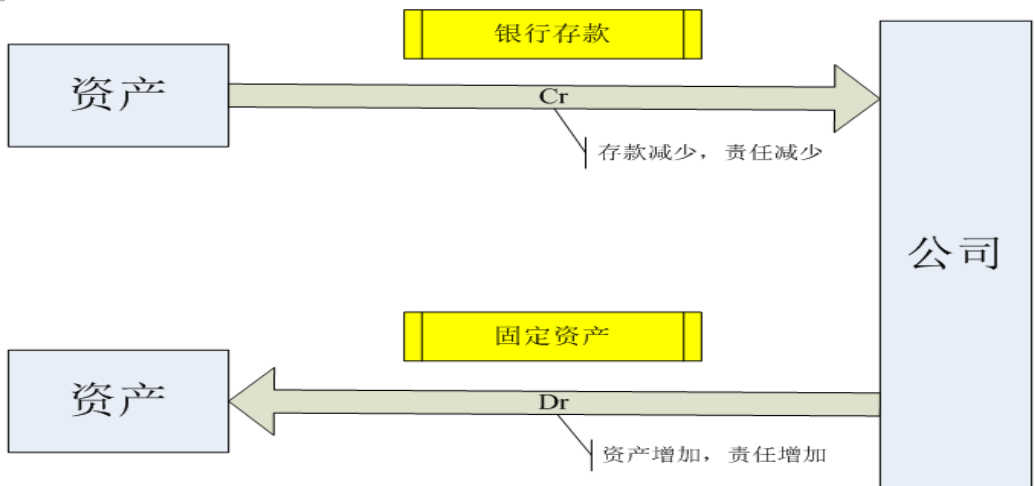 银行存款
资产
Cr
存款减少，责任减少
公司
固定资产
资产
Dr
资产增加，责任增加